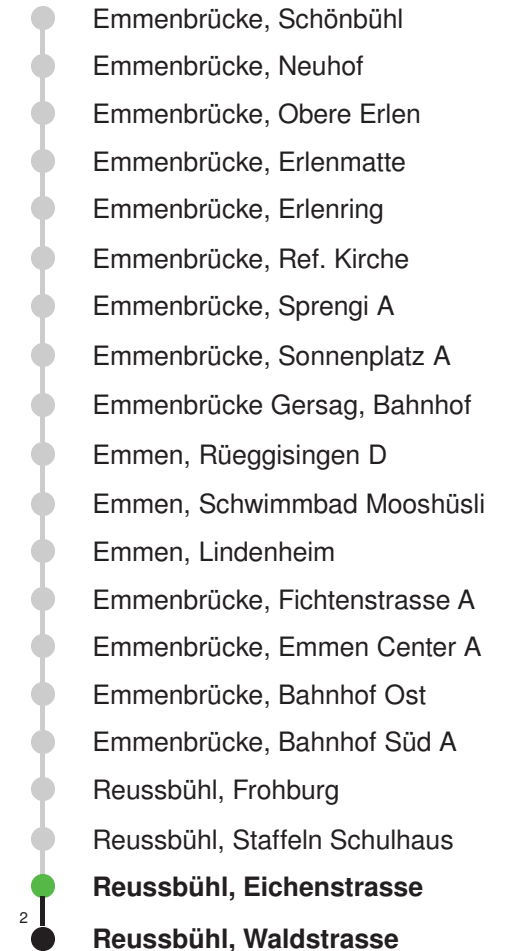 Emmenbrücke, Schönbühl
Emmenbrücke, Neuhof
Emmenbrücke, Obere Erlen
Emmenbrücke, Erlenmatte
Emmenbrücke, Erlenring
Emmenbrücke, Ref. Kirche
Emmenbrücke, Sprengi A
Emmenbrücke, Sonnenplatz A
Emmenbrücke Gersag, Bahnhof
Emmen, Rüeggisingen D
Emmen, Schwimmbad Mooshüsli
Emmen, Lindenheim
Emmenbrücke, Fichtenstrasse A
Emmenbrücke, Emmen Center A
Emmenbrücke, Bahnhof Ost
Emmenbrücke, Bahnhof Süd A
Reussbühl, Frohburg
Reussbühl, Staffeln Schulhaus
Reussbühl, Eichenstrasse
2
Reussbühl, Waldstrasse